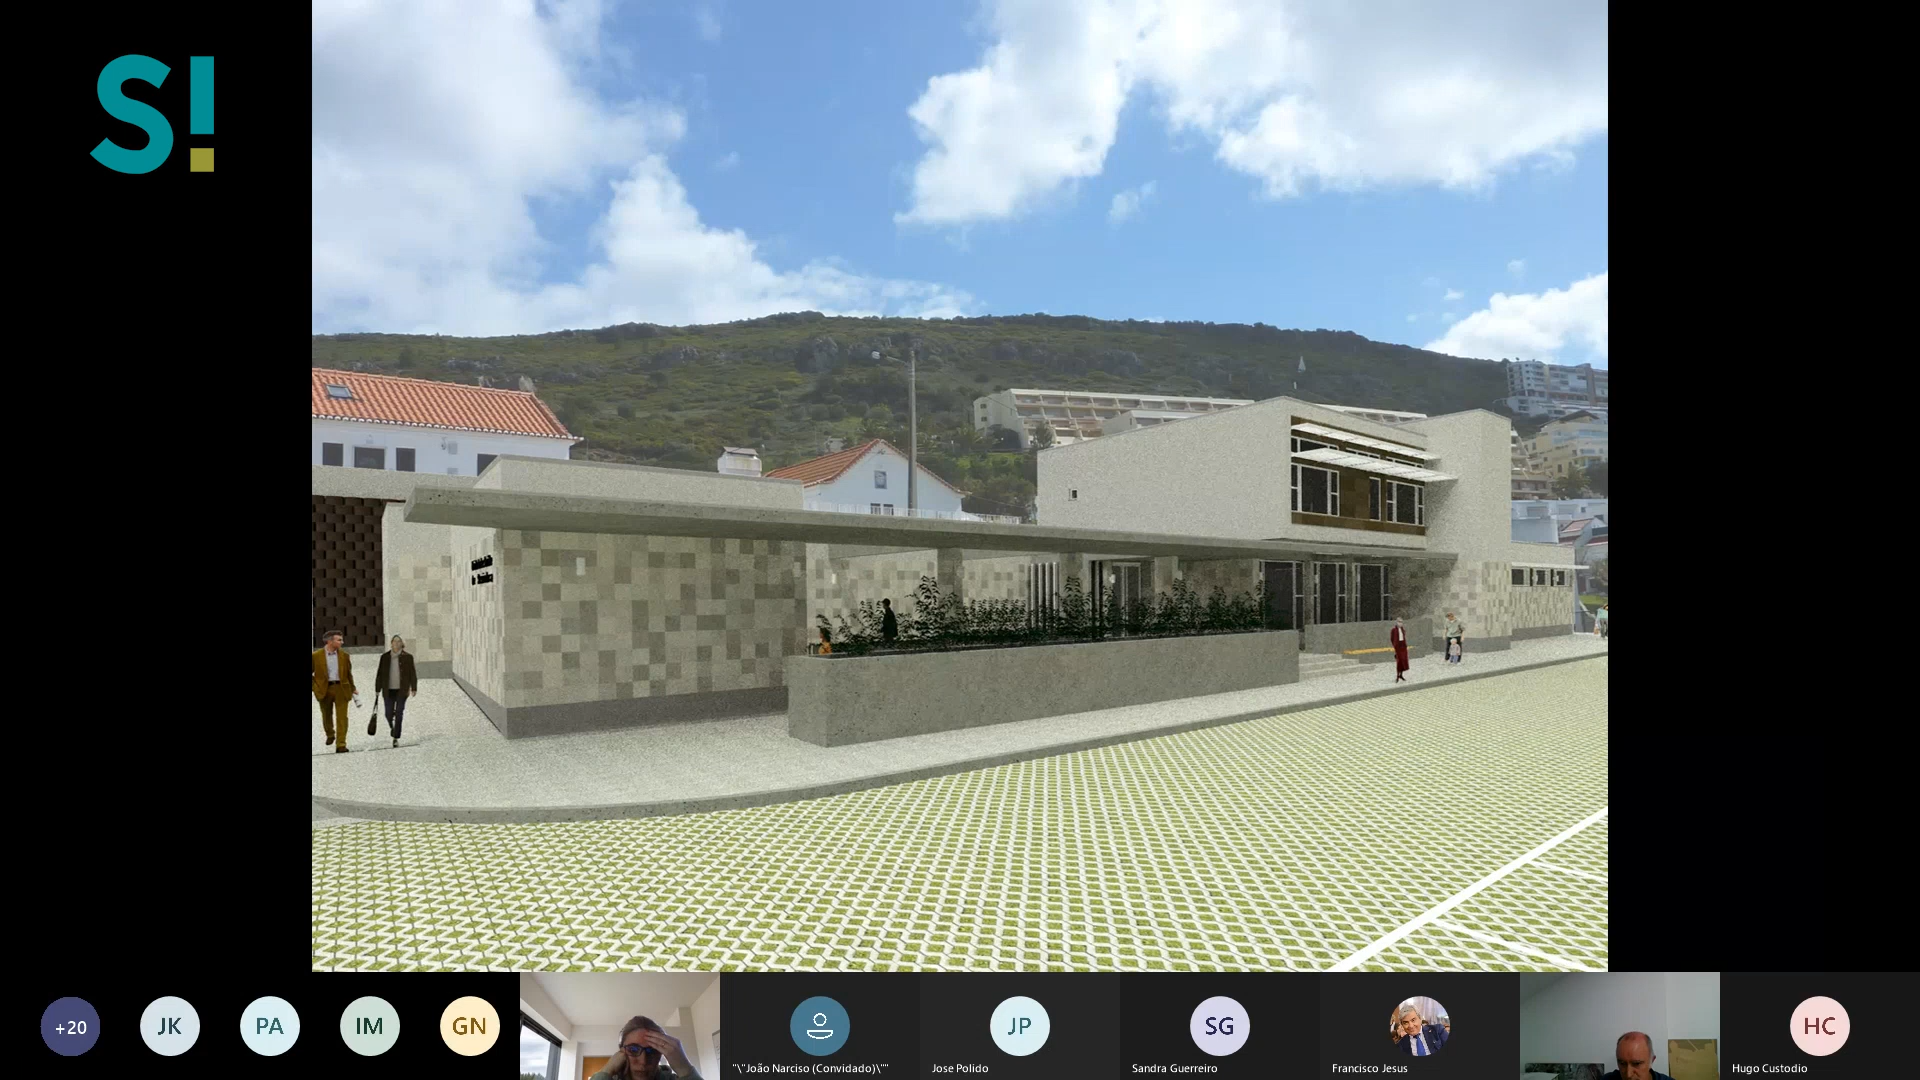 S!
+20
JK
PA
IM
GN
"\"João Narciso (Convidado)\""
JP
Jose Polido
SG
Sandra Guerreiro
Francisco Jesus
HC
Hugo Custodio